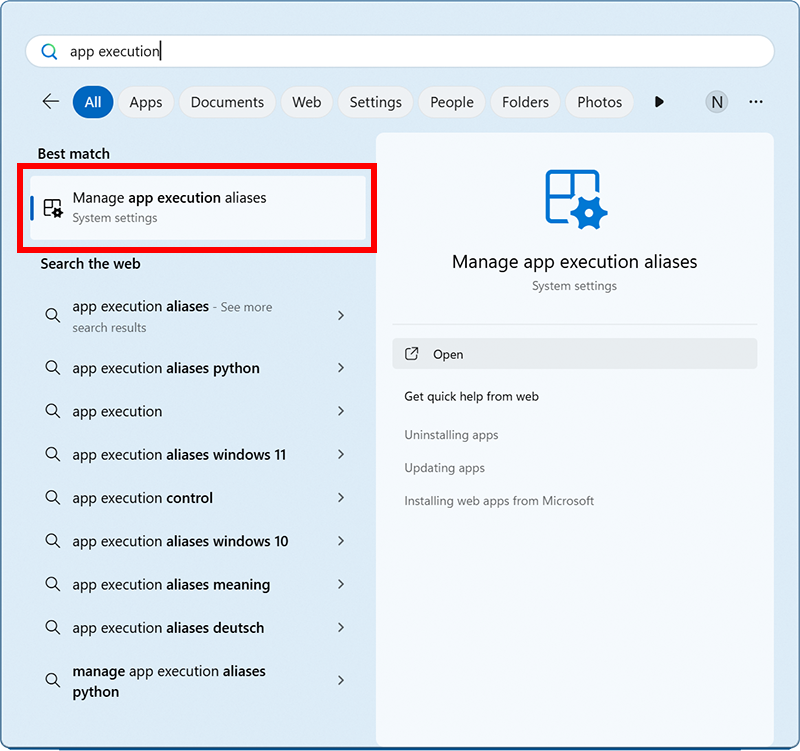 app execution
All
Apps
Documents
Web
Settings
People
Folders
Photos
N
Best match
Manage app execution aliases
System settings
Search the web
app execution aliases - See more
search results
app execution aliases python
app execution
app execution aliases windows 11
app execution control
app execution aliases windows 10
app execution aliases meaning
app execution aliases deutsch
manage app execution aliases
python
Manage app execution aliases
System settings
Open
Get quick help from web
Uninstalling apps
Updating apps
Installing web apps from Microsoft